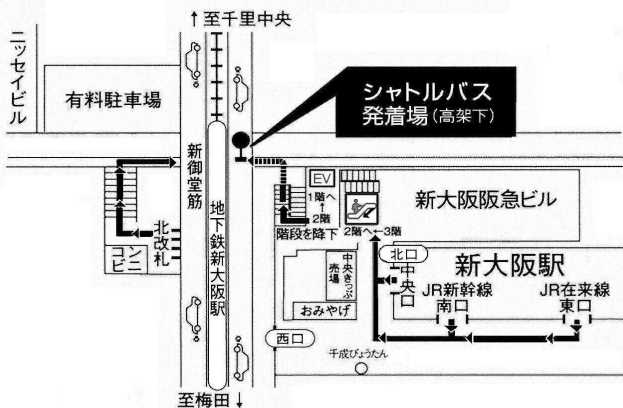 ↑至千里中央
ニッセイビル
有料駐車場
シャトルバス
発着場(高架下)
新御堂筋
地下鉄新大阪駅
EV
1階へ
↑
2階
階段を降下
2階へ←3階
新大阪阪急ビル
北改札
コンビニ
中央きっぷ
売場
おみやげ
北口
中央口
新大阪駅
JR新幹線
南口
JR在来線
東口
西口
千成びょうたん
至梅田↓